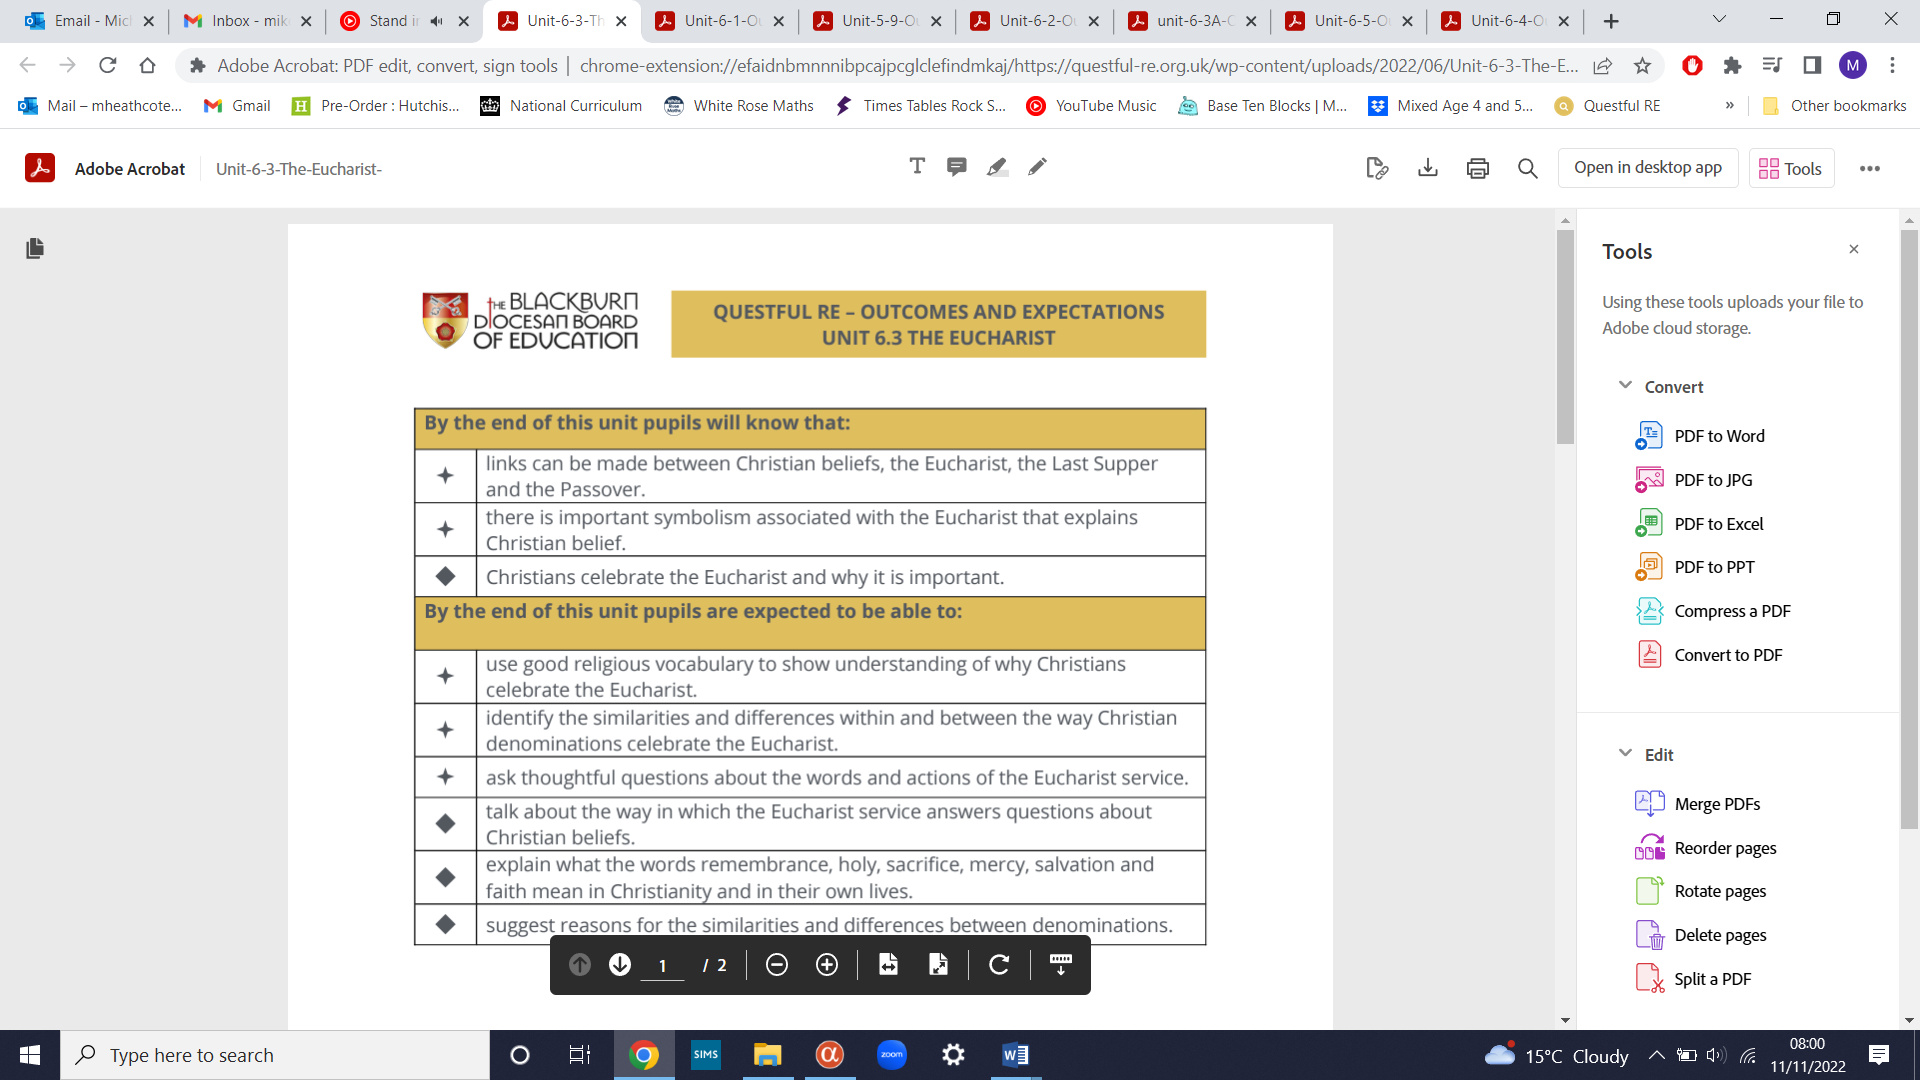 Email - Mich
Inbox - mik
Stand in
Unit-6-3-Th
Unit-6-1-Ou
Unit-5-9-Ou
Unit-6-2-Ou
unit-6-3A-C
Unit-6-5-Ou
Unit-6-4-Ou
Adobe Acrobat: PDF edit, convert, sign tools | chrome-extension://efaidnbmnnnibpcajpcglclefindmkaj/https://questful-re.org.uk/wp-content/uploads/2022/06/Unit-6-3-The-E...
M
Mail – mheathcote...
Gmail
Pre-Order : Hutchis...
National Curriculum
White Rose Maths
Times Tables Rock S...
YouTube Music
Base Ten Blocks | M...
Mixed Age 4 and 5...
Questful RE
»
Other bookmarks
Adobe Acrobat
Unit-6-3-The-Eucharist-
Open in desktop app
Tools
THE BLACKBURN
DIOCESAN BOARD
OF EDUCATION
QUESTFUL RE – OUTCOMES AND EXPECTATIONS
UNIT 6.3 THE EUCHARIST
By the end of this unit pupils will know that:
links can be made between Christian beliefs, the Eucharist, the Last Supper
and the Passover.
there is important symbolism associated with the Eucharist that explains
Christian belief.
Christians celebrate the Eucharist and why it is important.
By the end of this unit pupils are expected to be able to:
use good religious vocabulary to show understanding of why Christians
celebrate the Eucharist.
identify the similarities and differences within and between the way Christian
denominations celebrate the Eucharist.
ask thoughtful questions about the words and actions of the Eucharist service.
talk about the way in which the Eucharist service answers questions about
Christian beliefs.
explain what the words remembrance, holy, sacrifice, mercy, salvation and
faith mean in Christianity and in their own lives.
suggest reasons for the similarities and differences between denominations.
1 / 2
Tools
Using these tools uploads your file to
Adobe cloud storage.
Convert
PDF to Word
PDF to JPG
PDF to Excel
PDF to PPT
Compress a PDF
Convert to PDF
Edit
Merge PDFs
Reorder pages
Rotate pages
Delete pages
Split a PDF
Type here to search
SIMS
zoom
15°C Cloudy
08:00
11/11/2022